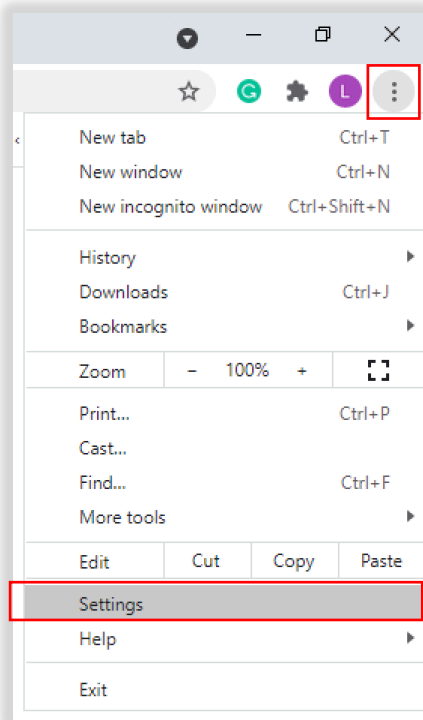 G L
New tab Ctrl+T
New window Ctrl+N
New incognito window Ctrl+Shift+N
History
Downloads Ctrl+J
Bookmarks
Zoom − 100% +
Print... Ctrl+P
Cast...
Find... Ctrl+F
More tools
Edit Cut Copy Paste
Settings
Help
Exit